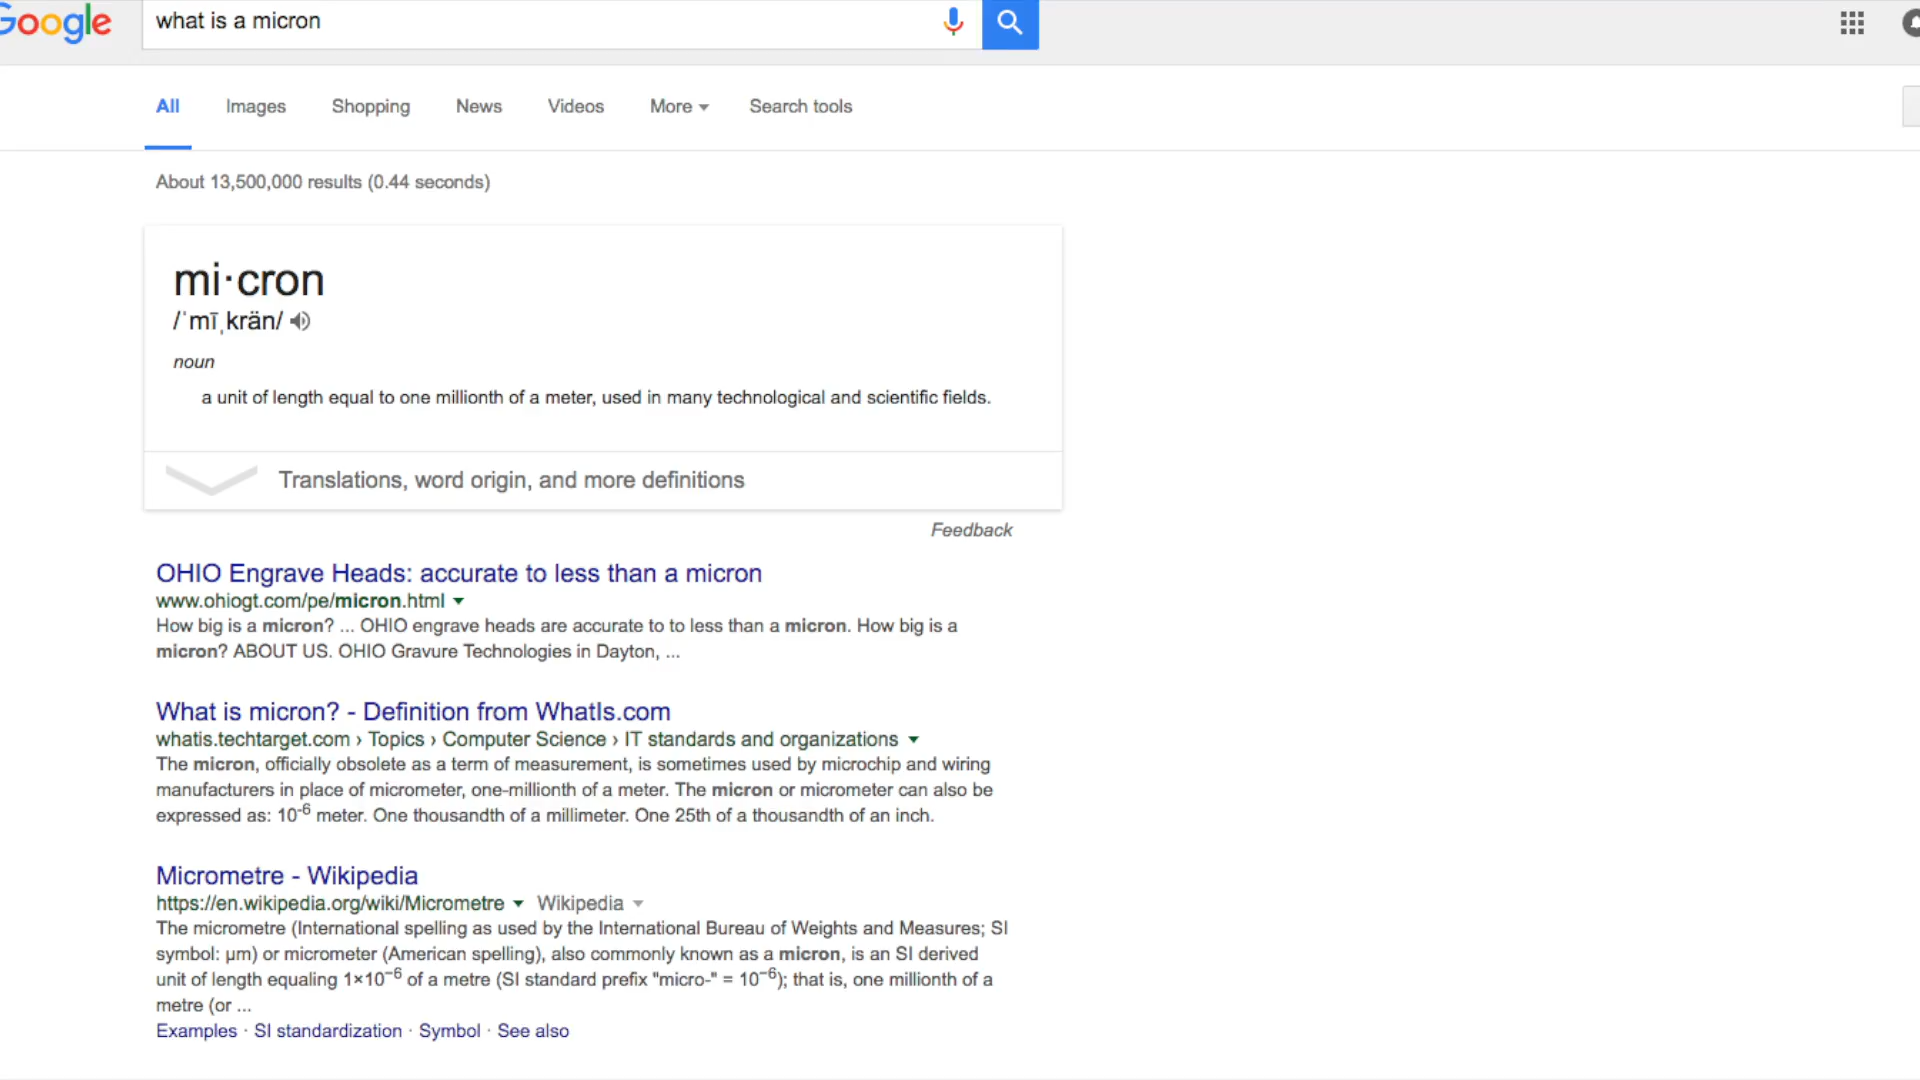 Google what is a micron
All Images Shopping News Videos More Search tools
About 13,500,000 results (0.44 seconds)
mi·cron
/ˈmīˌkrän/
noun
a unit of length equal to one millionth of a meter, used in many technological and scientific fields.
Translations, word origin, and more definitions
Feedback
OHIO Engrave Heads: accurate to less than a micron
www.ohiogt.com/pe/micron.html
How big is a micron? ... OHIO engrave heads are accurate to to less than a micron. How big is a
micron? ABOUT US. OHIO Gravure Technologies in Dayton, ...
What is micron? - Definition from WhatIs.com
whatis.techtarget.com › Topics › Computer Science › IT standards and organizations
The micron, officially obsolete as a term of measurement, is sometimes used by microchip and wiring
manufacturers in place of micrometer, one-millionth of a meter. The micron or micrometer can also be
expressed as: 10⁻⁶ meter. One thousandth of a millimeter. One 25th of a thousandth of an inch.
Micrometre - Wikipedia
https://en.wikipedia.org/wiki/Micrometre Wikipedia
The micrometre (International spelling as used by the International Bureau of Weights and Measures; SI
symbol: μm) or micrometer (American spelling), also commonly known as a micron, is an SI derived
unit of length equaling 1×10⁻⁶ of a metre (SI standard prefix "micro-" = 10⁻⁶); that is, one millionth of a
metre (or ...
Examples · SI standardization · Symbol · See also